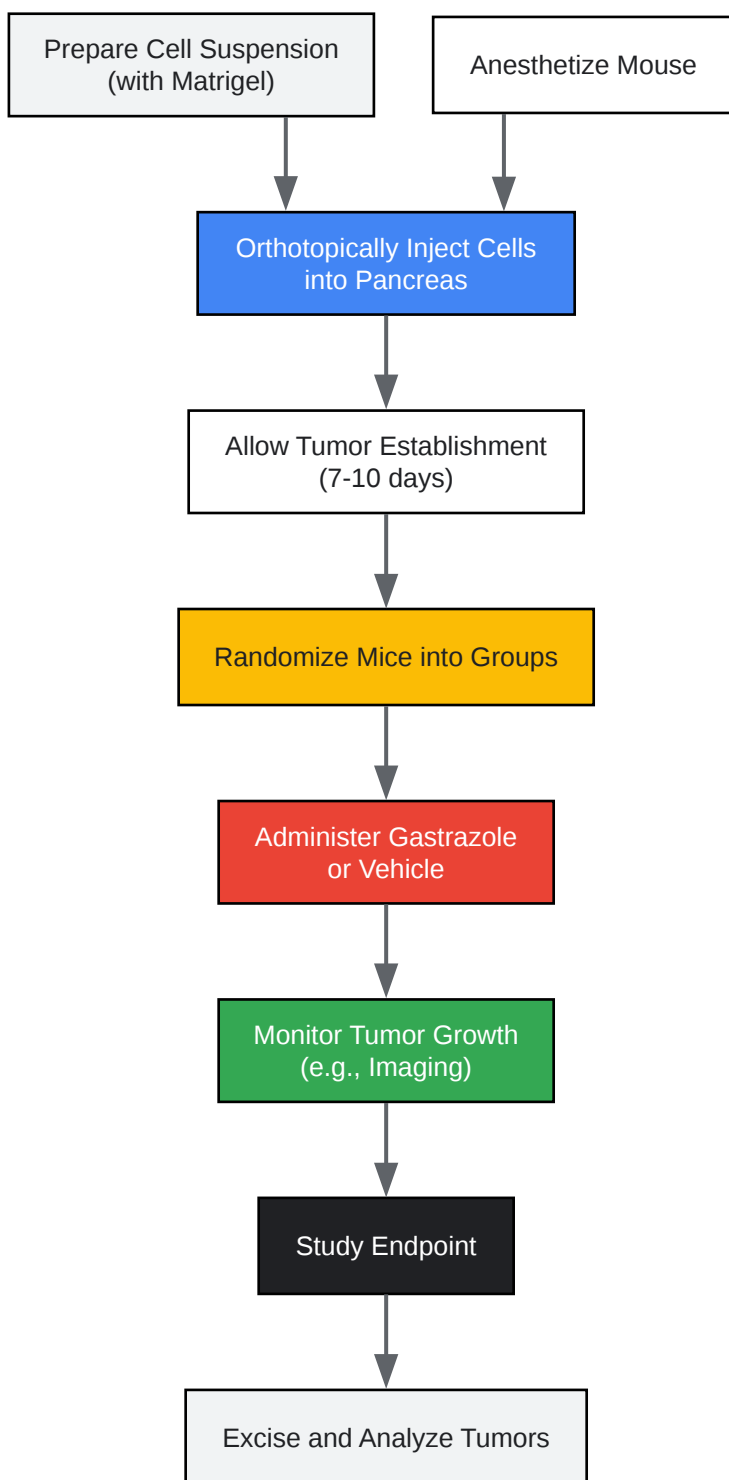 Prepare Cell Suspension
(with Matrigel)
Anesthetize Mouse
Orthotopically Inject Cells
into Pancreas
Allow Tumor Establishment
(7-10 days)
Randomize Mice into Groups
Administer Gastrazole
or Vehicle
Monitor Tumor Growth
(e.g., Imaging)
Study Endpoint
Excise and Analyze Tumors